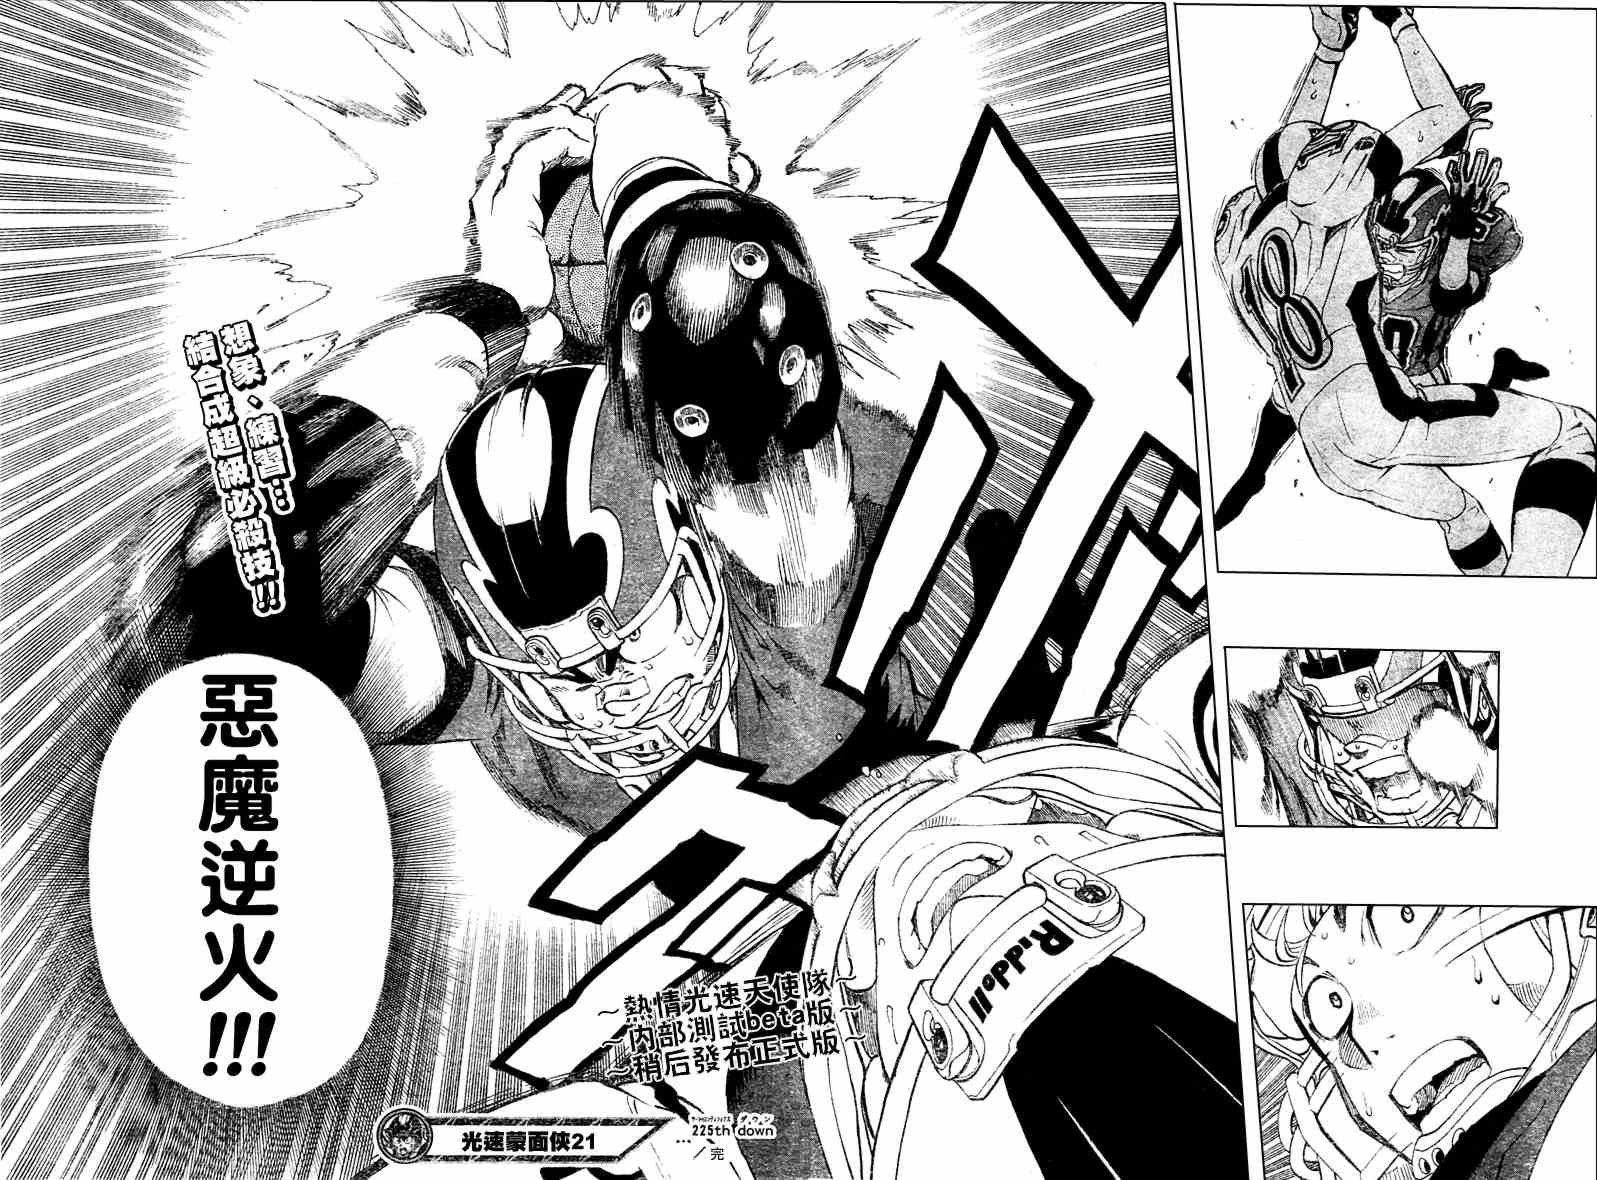 18
想象、練習…
結合成超級必殺技!!!
惡魔逆火!!!
Riddell
~熱情光速天使隊~
~內部測試beta版~
~稍后發布正式版~
光速蒙面俠21
225th down
…／完